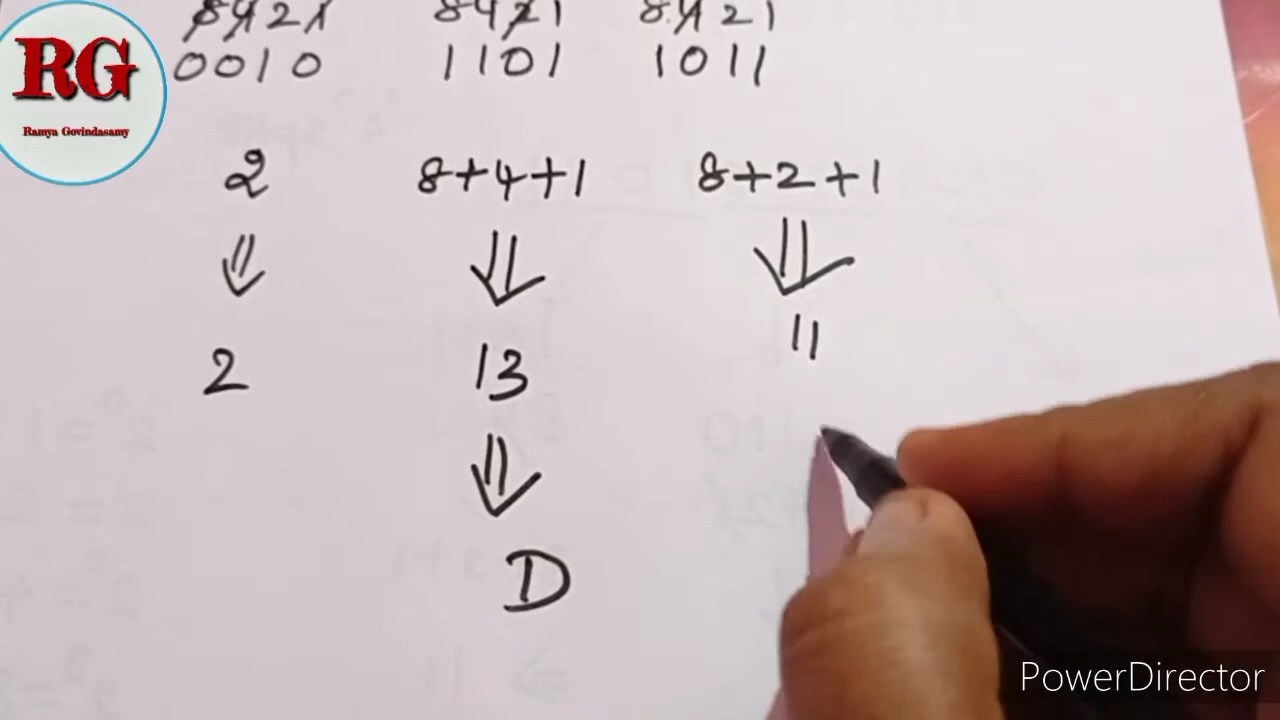 8421 8421 8421
0010 1101 1011
RG
Ramya Govindasamy
2 8+4+1 8+2+1
⇓ ⇓ ⇓
2 13 11
⇓
D
PowerDirector